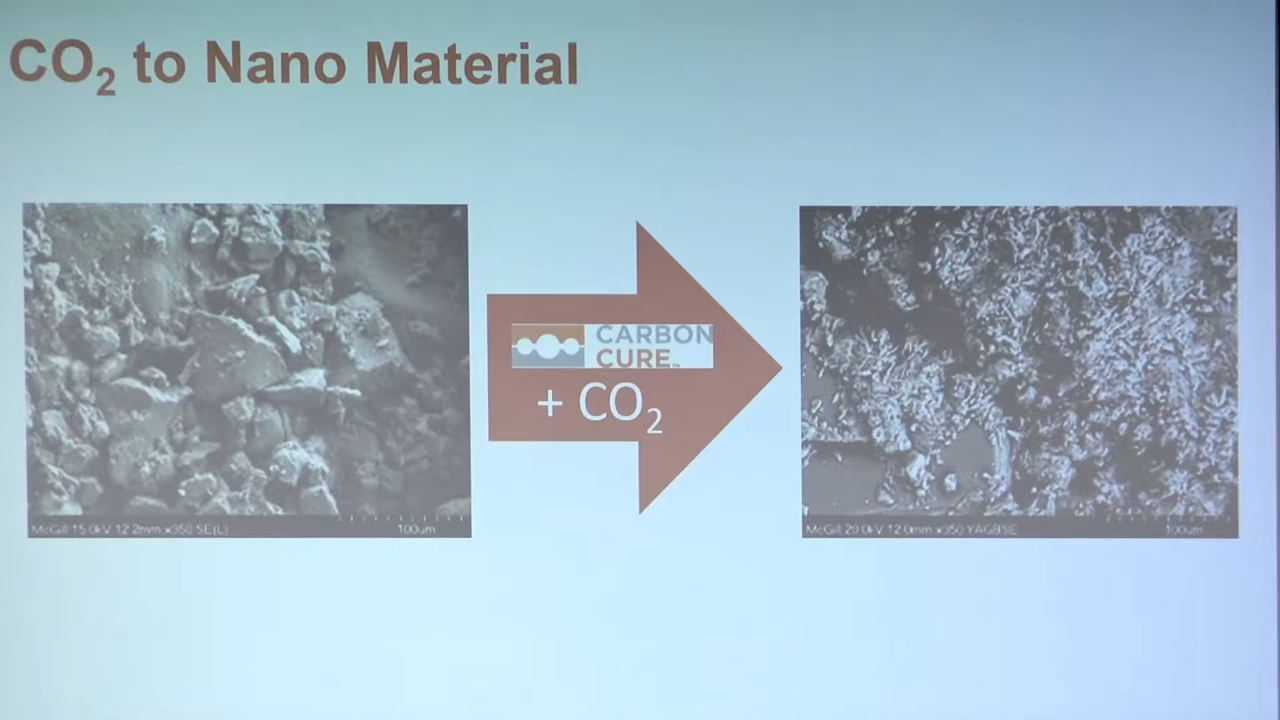 CO₂ to Nano Material
CARBON
CURE™
+ CO₂
McGill 15.0kV 12.2mm x350 SE(L)
100um
McGill 20.0kV 12.0mm x350 YAGBSE
100um